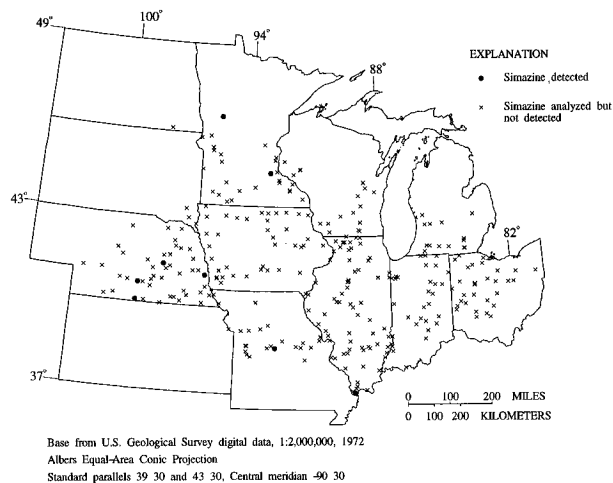 49°
100°
94°
88°
EXPLANATION
Simazine detected
Simazine analyzed but
not detected
43°
82°
37°
0 100 200 MILES
0 100 200 KILOMETERS
Base from U.S. Geological Survey digital data, 1:2,000,000, 1972
Albers Equal-Area Conic Projection
Standard parallels 39 30 and 43 30, Central meridian -90 30